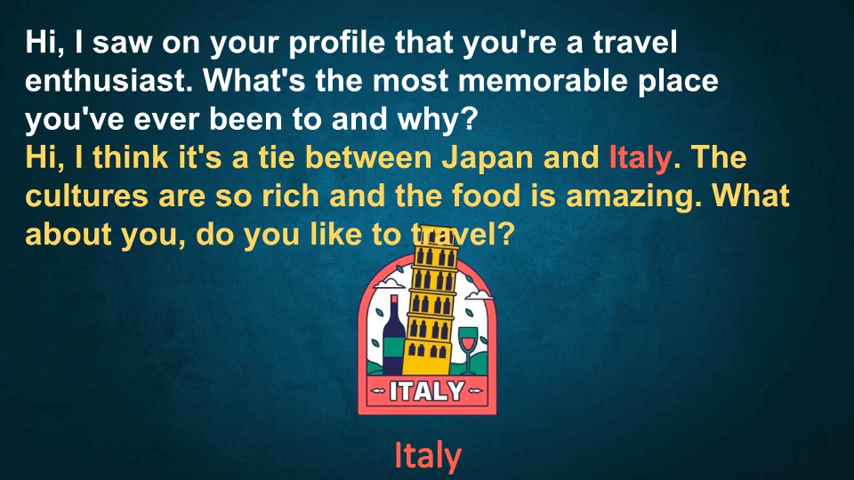 Hi, I saw on your profile that you're a travel
enthusiast. What's the most memorable place
you've ever been to and why?
Hi, I think it's a tie between Japan and Italy. The
cultures are so rich and the food is amazing. What
about you, do you like to travel?
ITALY
Italy